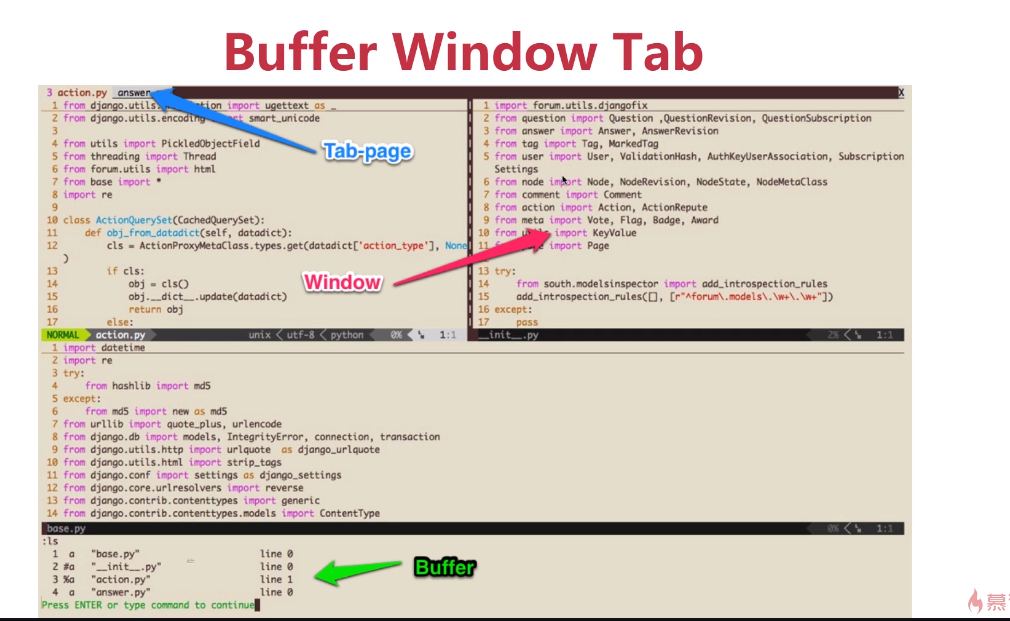 Buffer Window Tab
3 action.py answer
1 from django.utils. import ugettext as _
2 from django.utils.encoding smart_unicode
3
4 from utils import PickledObjectField
5 from threading import Thread
6 from forum.utils import html
7 from base import *
8 import re
9
10 class ActionQuerySet(CachedQuerySet):
11 def obj_from_datadict(self, datadict):
12 cls = ActionProxyMetaClass.types.get(datadict['action_type'], None
)
13 if cls:
14 obj = cls()
15 obj.__dict__.update(datadict)
16 return obj
17 else:
NORMAL action.py unix < utf-8 < python 0% < 1:1
Tab-page
Window
X
1 import forum.utils.djangofix
2 from question import Question ,QuestionRevision, QuestionSubscription
3 from answer import Answer, AnswerRevision
4 from tag import Tag, MarkedTag
5 from user import User, ValidationHash, AuthKeyUserAssociation, Subscription
Settings
6 from node import Node, NodeRevision, NodeState, NodeMetaClass
7 from comment import Comment
8 from action import Action, ActionRepute
9 from meta import Vote, Flag, Badge, Award
10 from import KeyValue
11 import Page
13 try:
14 from south.modelsinspector import add_introspection_rules
15 add_introspection_rules([], [r"^forum\.models\.\w+\.\w+"])
16 except:
17 pass
__init__.py 2% < 1:1
1 import datetime
2 import re
3 try:
4 from hashlib import md5
5 except:
6 from md5 import new as md5
7 from urllib import quote_plus, urlencode
8 from django.db import models, IntegrityError, connection, transaction
9 from django.utils.http import urlquote as django_urlquote
10 from django.utils.html import strip_tags
11 from django.conf import settings as django_settings
12 from django.core.urlresolvers import reverse
13 from django.contrib.contenttypes import generic
14 from django.contrib.contenttypes.models import ContentType
base.py 0% < 1:1
:ls
1 a "base.py" line 0
2 #a "__init__.py" line 0
3 %a "action.py" line 1
4 a "answer.py" line 0
Press ENTER or type command to continue
Buffer
慕